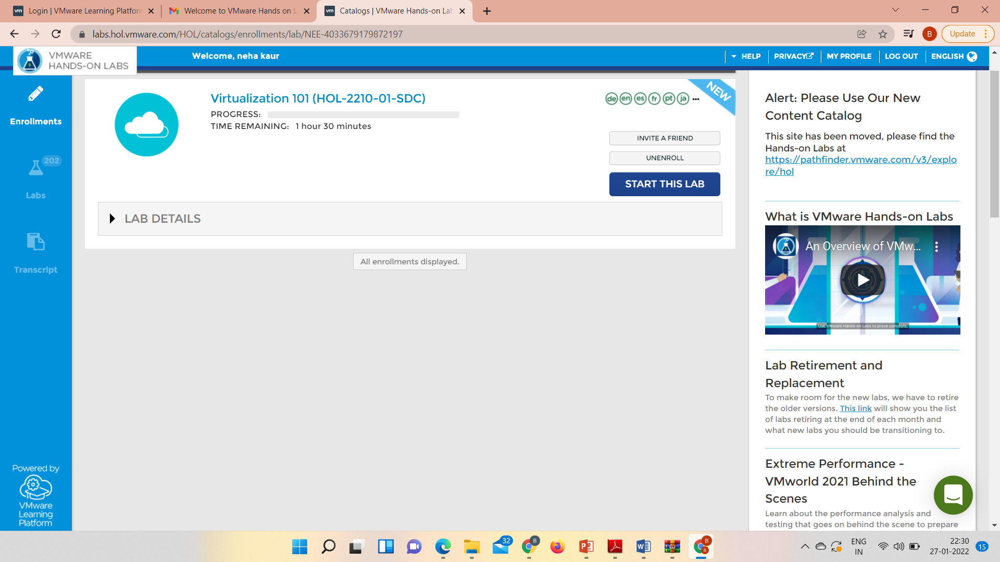 Login | VMware Learning Platform
Welcome to VMware Hands on L
Catalogs | VMware Hands-on Lab
labs.hol.vmware.com/HOL/catalogs/enrollments/lab/NEE-4033679179872197
B
Update
VMWARE
HANDS-ON LABS
Welcome, neha kaur
HELP
PRIVACY
MY PROFILE
LOG OUT
ENGLISH
Enrollments
202
Labs
Transcript
Powered by
VMware
Learning
Platform
Virtualization 101 (HOL-2210-01-SDC)
PROGRESS:
TIME REMAINING: 1 hour 30 minutes
de en es fr pt ja ...
NEW
INVITE A FRIEND
UNENROLL
START THIS LAB
LAB DETAILS
All enrollments displayed.
Alert: Please Use Our New
Content Catalog
This site has been moved, please find the
Hands-on Labs at
https://pathfinder.vmware.com/v3/explo
re/hol
What is VMware Hands-on Labs
An Overview of VMw...
Use VMware Hands-on Labs to prove concepts.
Lab Retirement and
Replacement
To make room for the new labs, we have to retire
the older versions. This link will show you the list
of labs retiring at the end of each month and
what new labs you should be transitioning to.
Extreme Performance -
VMworld 2021 Behind the
Scenes
Learn about the performance analysis and
testing that goes on behind the scene to prepare
32
B
B
B
ENG
IN
22:30
27-01-2022
15